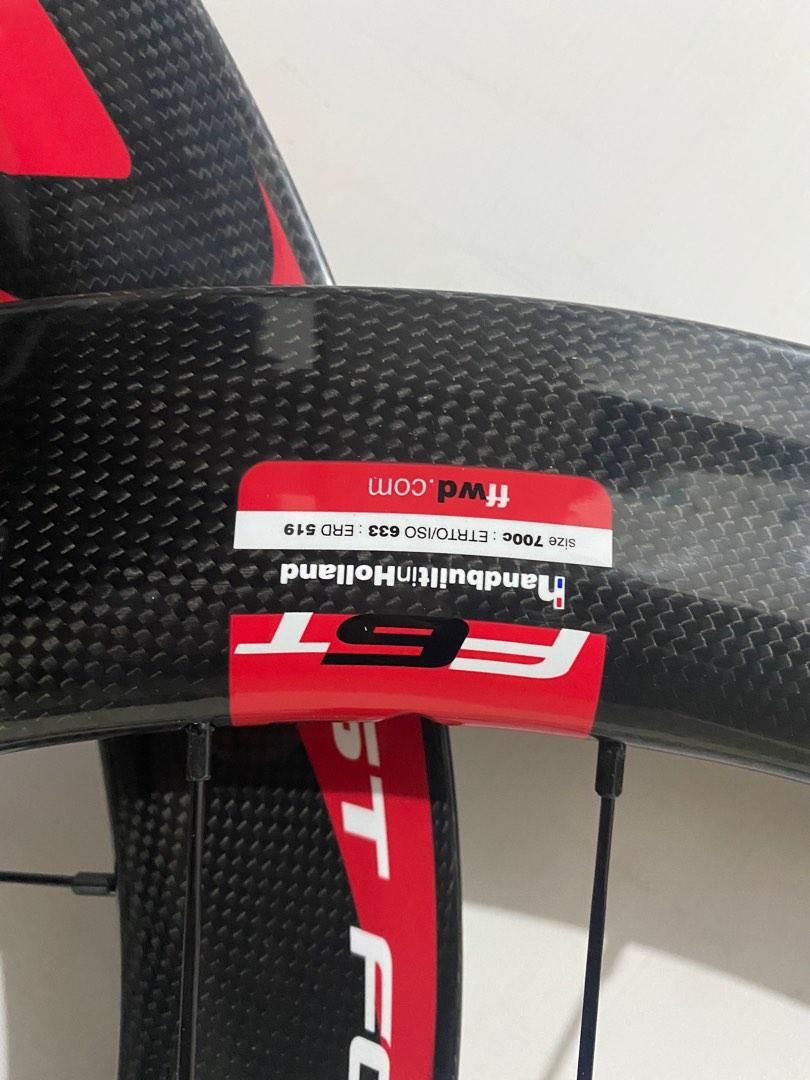 F6T
handbuiltinHolland
size 700c : ETRTO/ISO 633 : ERD 519
ffwd.com
ST FO